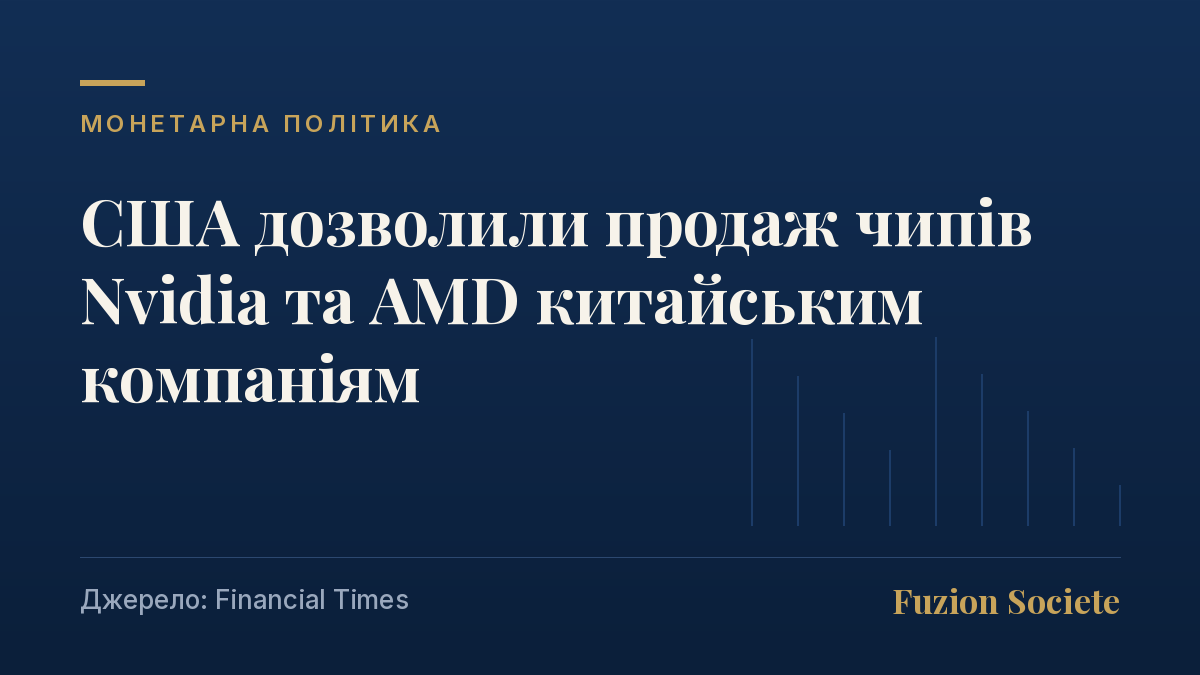 МОНЕТАРНА ПОЛІТИКА
США дозволили продаж чипів
Nvidia та AMD китайським
компаніям
Джерело: Financial Times
Fuzion Societe